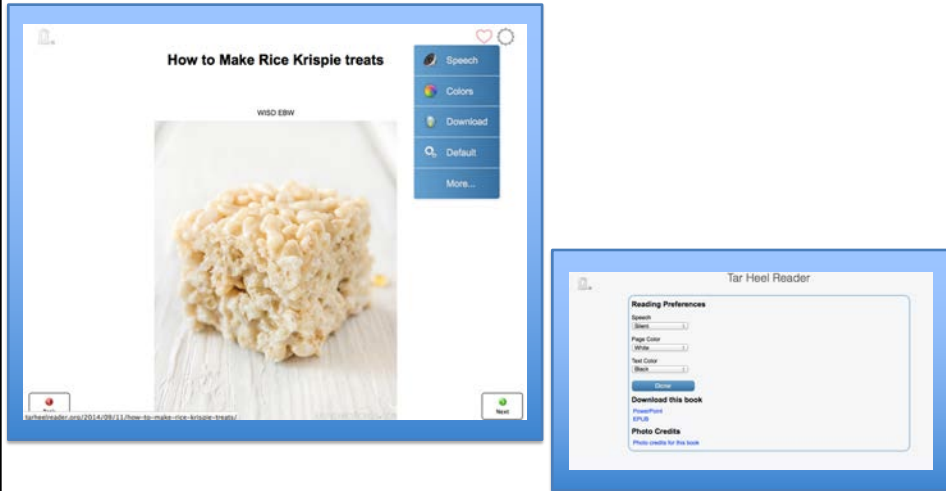 How to Make Rice Krispie treats
WISD EBW
Speech
Colors
Download
Default
More...
Next
tarheelreader.org/2014/09/11/how-to-make-rice-krispie-treats/
Tar Heel Reader
Reading Preferences
Speech
Silent
Page Color
White
Text Color
Black
Done
Download this book
PowerPoint
EPUB
Photo Credits
Photo credits for this book